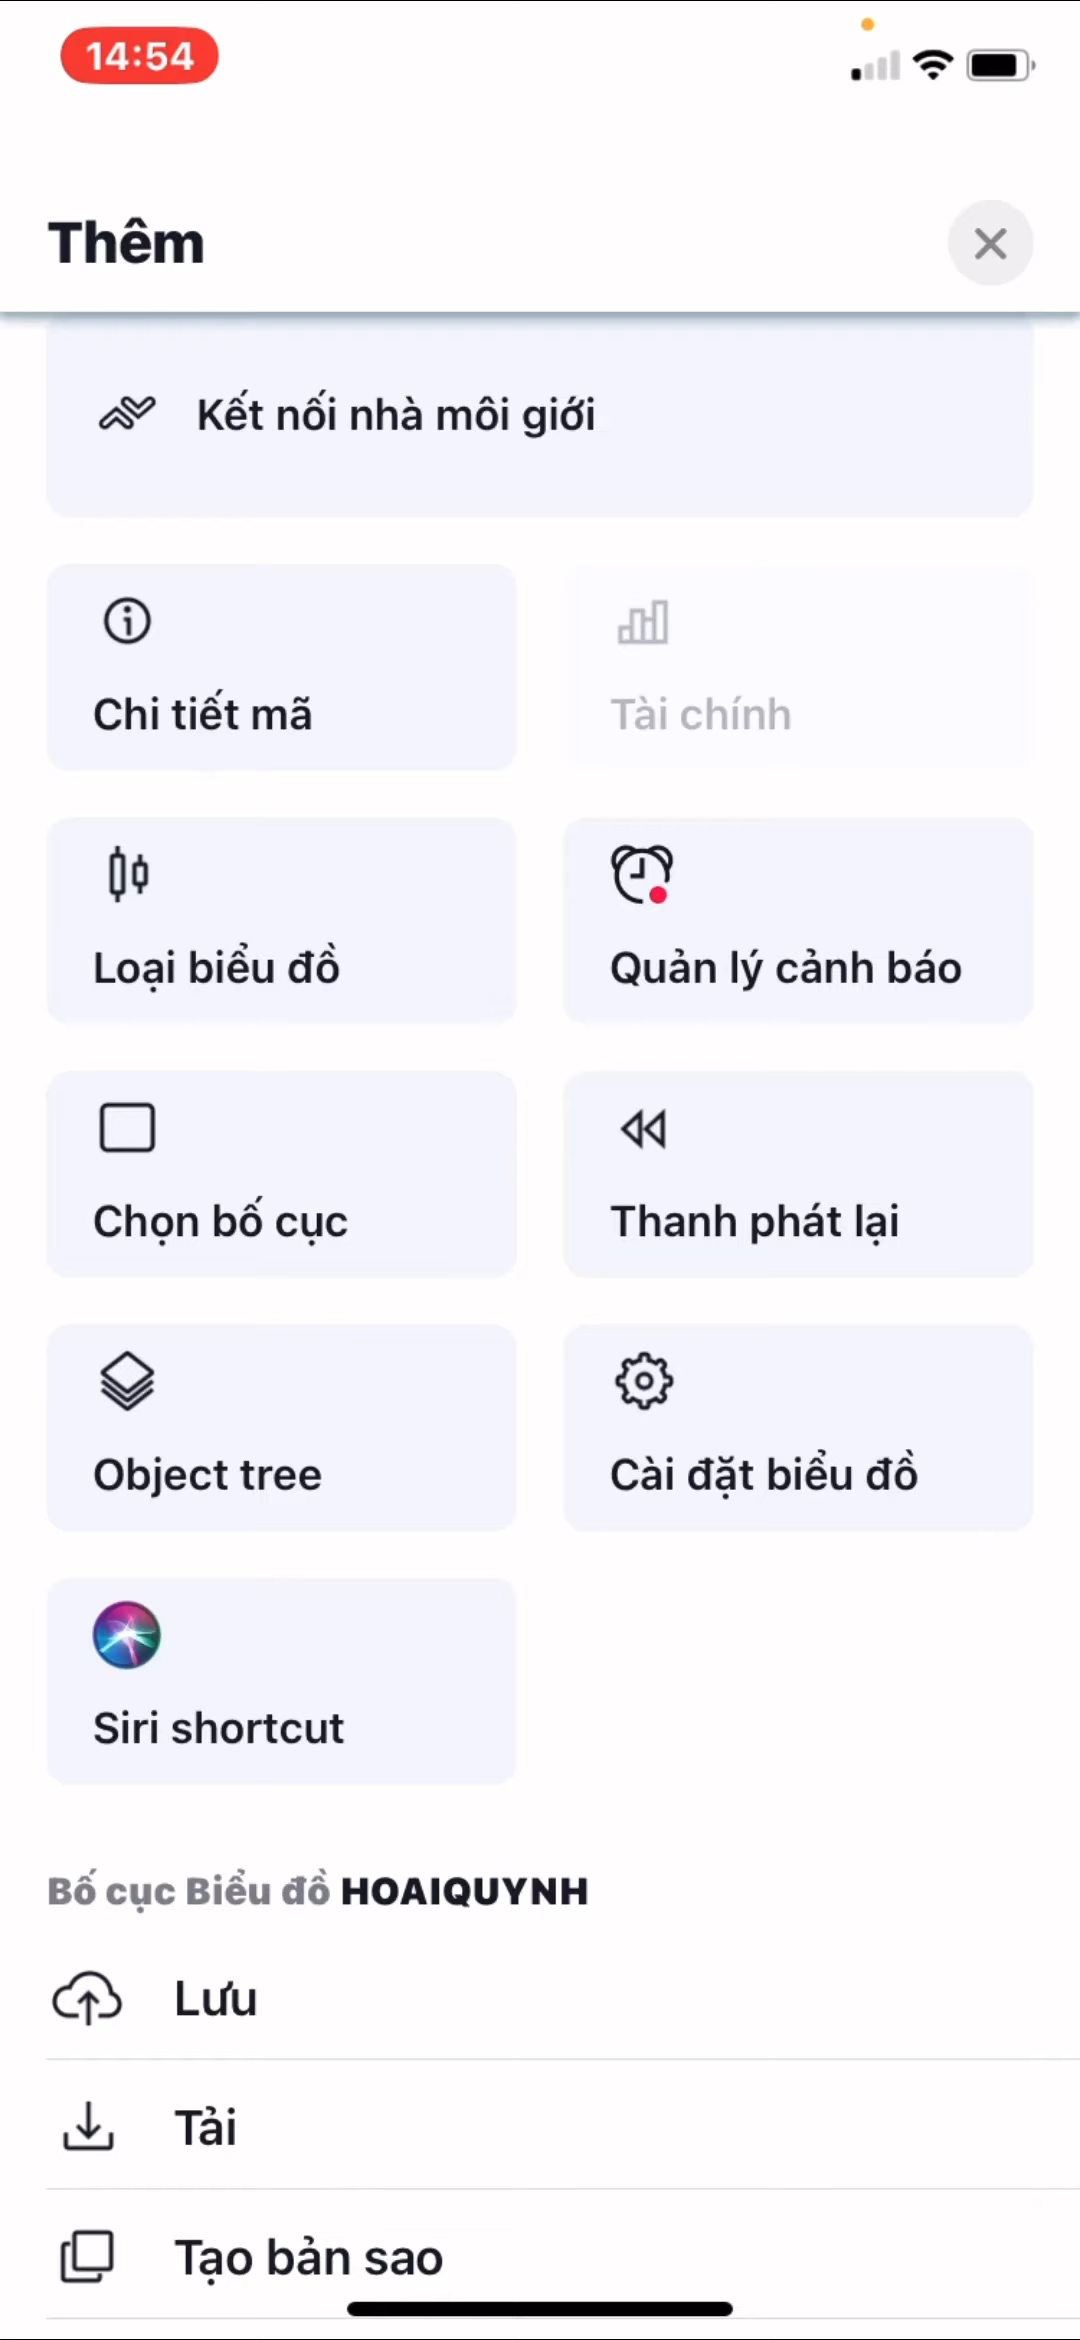 14:54
Thêm
Kết nối nhà môi giới
Chi tiết mã
Tài chính
Loại biểu đồ
Quản lý cảnh báo
Chọn bố cục
Thanh phát lại
Object tree
Cài đặt biểu đồ
Siri shortcut
Bố cục Biểu đồ HOAIQUYNH
Lưu
Tải
Tạo bản sao